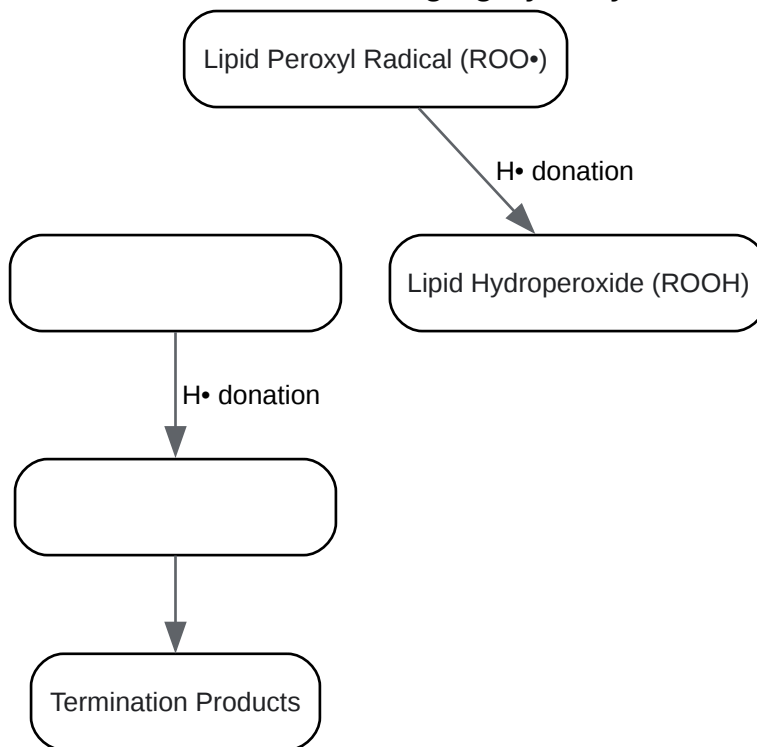 Lipid Peroxyl Radical (ROO•)
H• donation
Lipid Hydroperoxide (ROOH)
H• donation
Termination Products